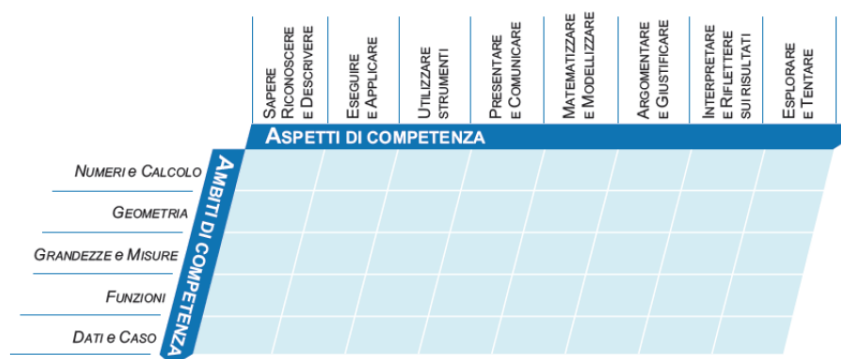 SAPERE
RICONOSCERE
e DESCRIVERE
ESEGUIRE
e APPLICARE
UTILIZZARE
STRUMENTI
PRESENTARE
e COMUNICARE
MATEMATIZZARE
e MODELLIZZARE
ARGOMENTARE
e GIUSTIFICARE
INTERPRETARE
e RIFLETTERE
SUI RISULTATI
ESPLORARE
e TENTARE
ASPETTI DI COMPETENZA
AMBITI DI COMPETENZA
NUMERI e CALCOLO
GEOMETRIA
GRANDEZZE e MISURE
FUNZIONI
DATI e CASO